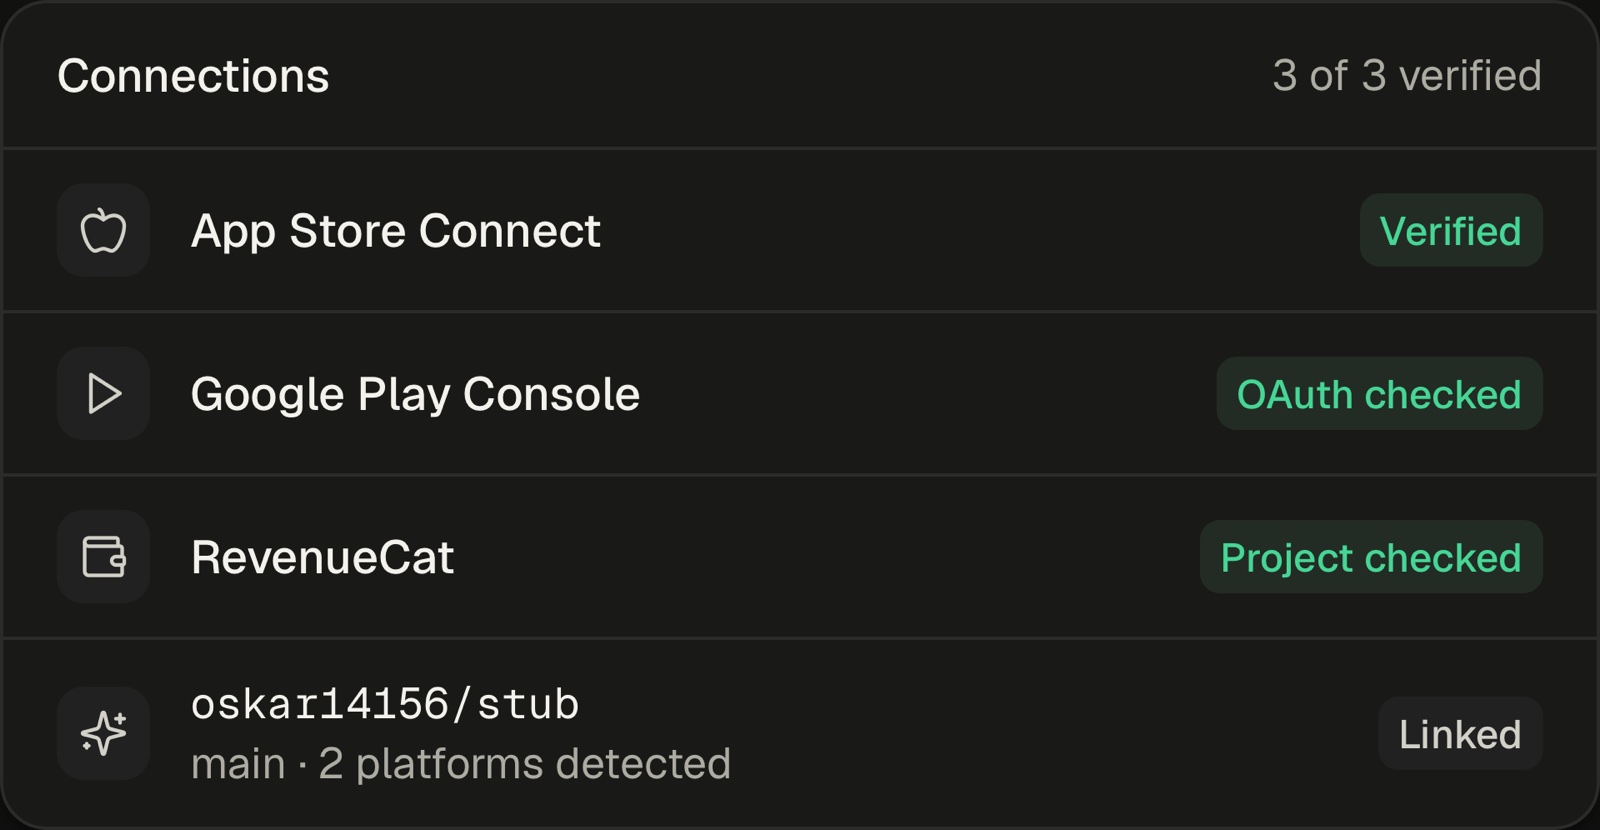 Connections
3 of 3 verified
App Store Connect
Verified
Google Play Console
OAuth checked
RevenueCat
Project checked
oskar14156/stub
main · 2 platforms detected
Linked